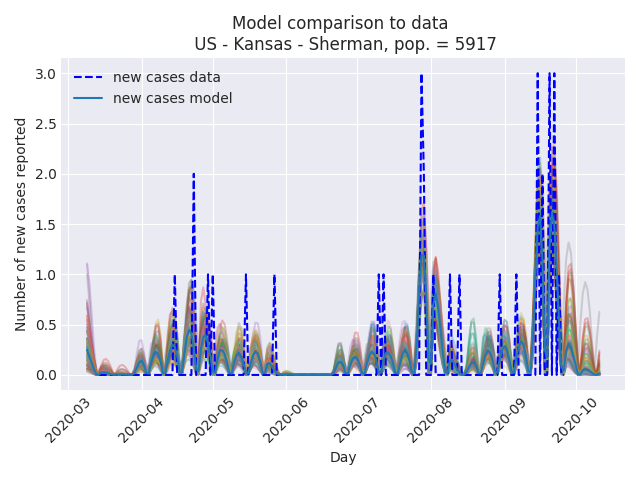 Model comparison to data
US - Kansas - Sherman, pop. = 5917
new cases data
new cases model
Number of new cases reported
3.0
2.5
2.0
1.5
1.0
0.5
0.0
2020-03
2020-04
2020-05
2020-06
2020-07
2020-08
2020-09
2020-10
Day